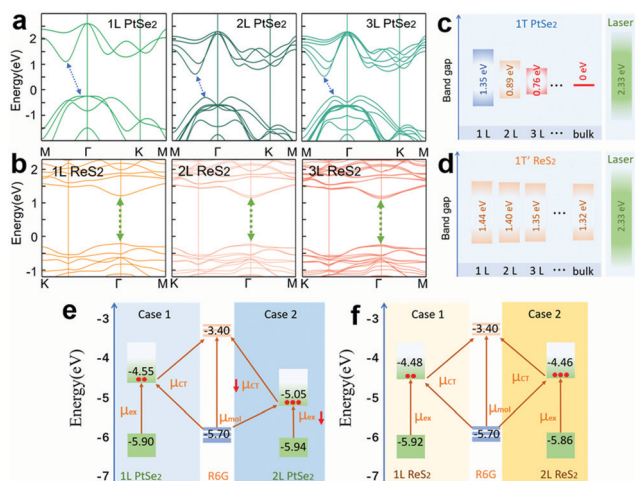 a
1L PtSe2
2L PtSe2
3L PtSe2
Energy(eV)
2
1
0
-1
M Γ K M
M Γ K M
M Γ K M
b
1L ReS2
2L ReS2
3L ReS2
Energy(eV)
2
1
0
-1
K Γ M
K Γ M
K Γ M
c
1T PtSe2
Laser
Band gap
1.35 eV
0.89 eV
0.76 eV
...
0 eV
2.33 eV
1 L 2 L 3 L ... bulk
d
1T' ReS2
Laser
Band gap
1.44 eV
1.40 eV
1.35 eV
...
1.32 eV
2.33 eV
1 L 2 L 3 L ... bulk
e
Energy(eV)
-3
-4
-5
-6
-7
Case 1
Case 2
-3.40
-4.55
μCT
-5.05
μex
μmol
μex
-5.90
-5.70
-5.94
1L PtSe2
R6G
2L PtSe2
f
Energy(eV)
-3
-4
-5
-6
-7
Case 1
Case 2
-3.40
-4.48
-4.46
μCT
μCT
μex
μmol
μex
-5.92
-5.70
-5.86
1L ReS2
R6G
2L ReS2